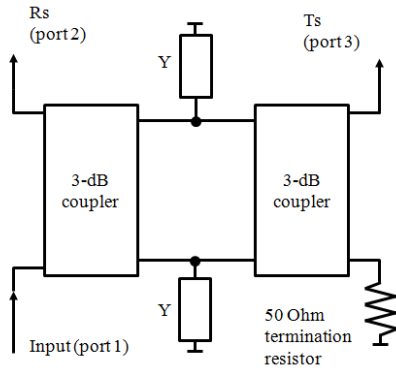 Rs
(port 2)
Ts
(port 3)
Y
3-dB
coupler
3-dB
coupler
Y
Input (port 1)
50 Ohm
termination
resistor